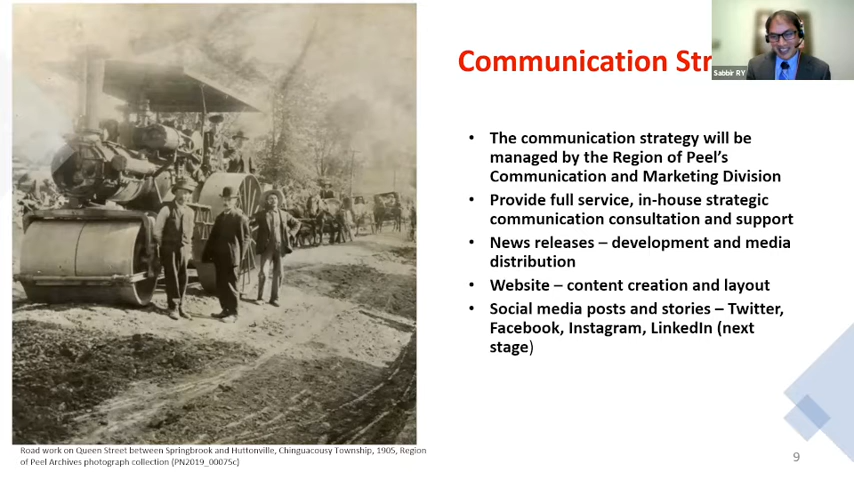 Communication Str
Sabbir RY
• The communication strategy will be
managed by the Region of Peel's
Communication and Marketing Division
• Provide full service, in-house strategic
communication consultation and support
• News releases – development and media
distribution
• Website – content creation and layout
• Social media posts and stories – Twitter,
Facebook, Instagram, LinkedIn (next
stage)
Road work on Queen Street between Springbrook and Huttonville, Chinguacousy Township, 1905, Region
of Peel Archives photograph collection (PN2019_00075c)
9